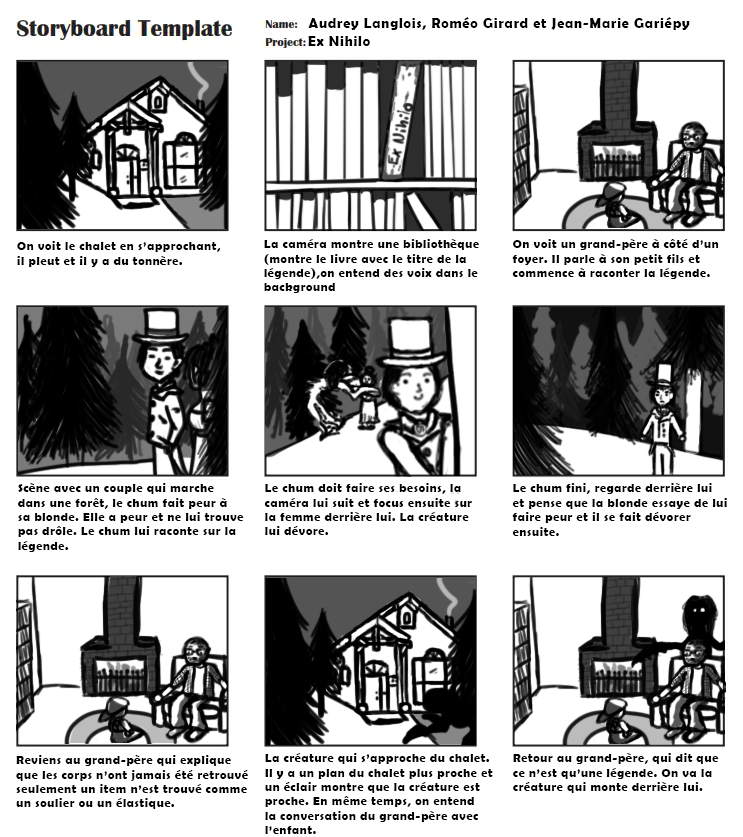 Storyboard Template
Name: Audrey Langlois, Roméo Girard et Jean-Marie Gariépy
Project: Ex Nihilo
Ex Nihilo
On voit le chalet en s'approchant,
il pleut et il y a du tonnère.
La caméra montre une bibliothèque
(montre le livre avec le titre de la
légende),on entend des voix dans le
background
On voit un grand-père à côté d'un
foyer. Il parle à son petit fils et
commence à raconter la légende.
Scène avec un couple qui marche
dans une forêt, le chum fait peur à
sa blonde. Elle a peur et ne lui trouve
pas drôle. Le chum lui raconte sur la
légende.
Le chum doit faire ses besoins, la
caméra lui suit et focus ensuite sur
la femme derrière lui. La créature
lui dévore.
Le chum fini, regarde derrière lui
et pense que la blonde essaye de lui
faire peur et il se fait dévorer
ensuite.
Reviens au grand-père qui explique
que les corps n'ont jamais été retrouvé
seulement un item n'est trouvé comme
un soulier ou un élastique.
La créature qui s'approche du chalet.
Il y a un plan du chalet plus proche et
un éclair montre que la créature est
proche. En même temps, on entend
la conversation du grand-père avec
l'enfant.
Retour au grand-père, qui dit que
ce n'est qu'une légende. On va la
créature qui monte derrière lui.